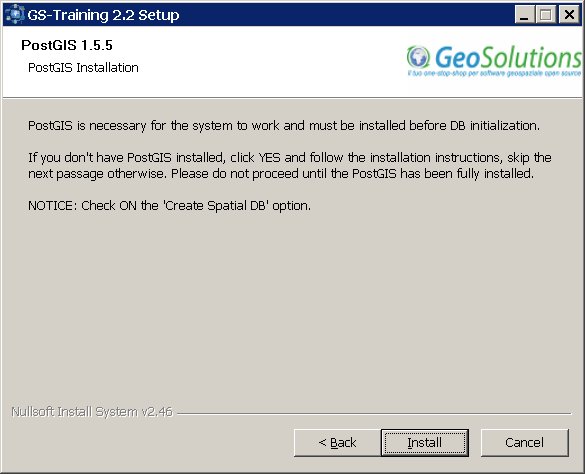 GS-Training 2.2 Setup
PostGIS 1.5.5
PostGIS Installation
GeoSolutions
Il tuo one-stop-shop per software geospaziale open source
PostGIS is necessary for the system to work and must be installed before DB initialization.
If you don't have PostGIS installed, click YES and follow the installation instructions, skip the
next passage otherwise. Please do not proceed until the PostGIS has been fully installed.
NOTICE: Check ON the 'Create Spatial DB' option.
Nullsoft Install System v2.46
< Back
Install
Cancel